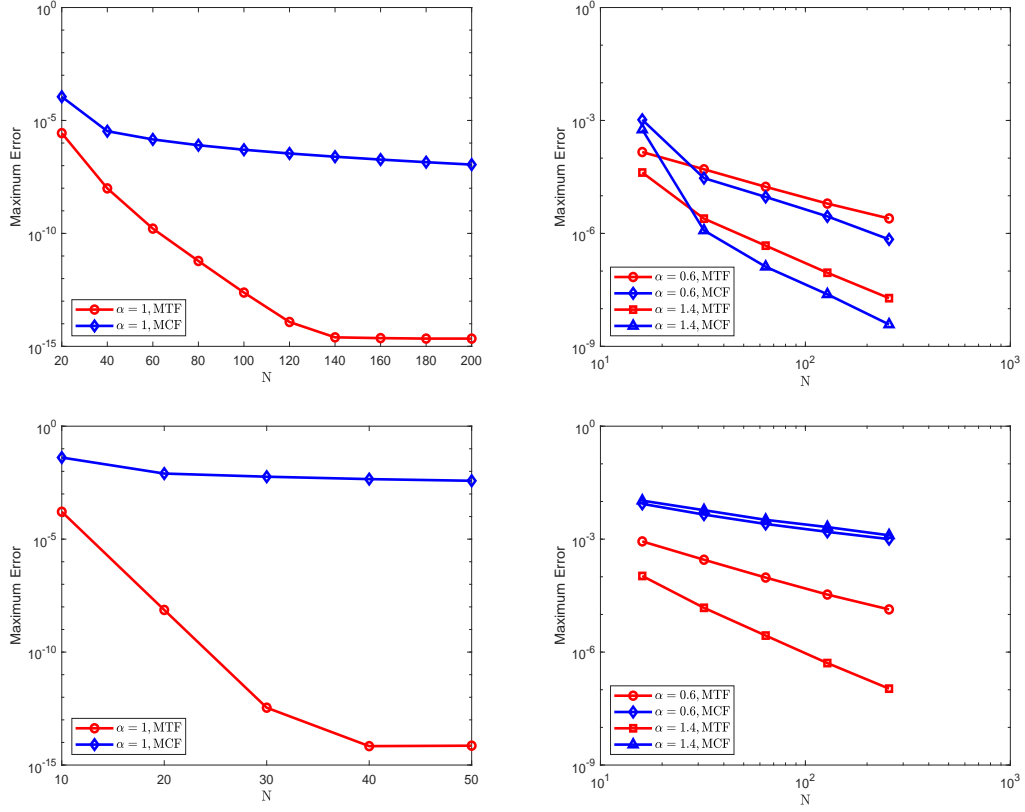 10^0
10^-5
10^-10
10^-15
Maximum Error
α = 1, MTF
α = 1, MCF
20 40 60 80 100 120 140 160 180 200
N
10^0
10^-3
10^-6
10^-9
Maximum Error
α = 0.6, MTF
α = 0.6, MCF
α = 1.4, MTF
α = 1.4, MCF
10^1 10^2 10^3
N
10^0
10^-5
10^-10
10^-15
Maximum Error
α = 1, MTF
α = 1, MCF
10 20 30 40 50
N
10^0
10^-3
10^-6
10^-9
Maximum Error
α = 0.6, MTF
α = 0.6, MCF
α = 1.4, MTF
α = 1.4, MCF
10^1 10^2 10^3
N